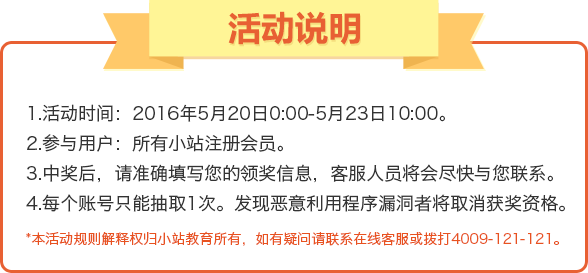 活动说明
1.活动时间：2016年5月20日0:00-5月23日10:00。
2.参与用户：所有小站注册会员。
3.中奖后，请准确填写您的领奖信息，客服人员将会尽快与您联系。
4.每个账号只能抽取1次。发现恶意利用程序漏洞者将取消获奖资格。
*本活动规则解释权归小站教育所有，如有疑问请联系在线客服或拨打4009-121-121。